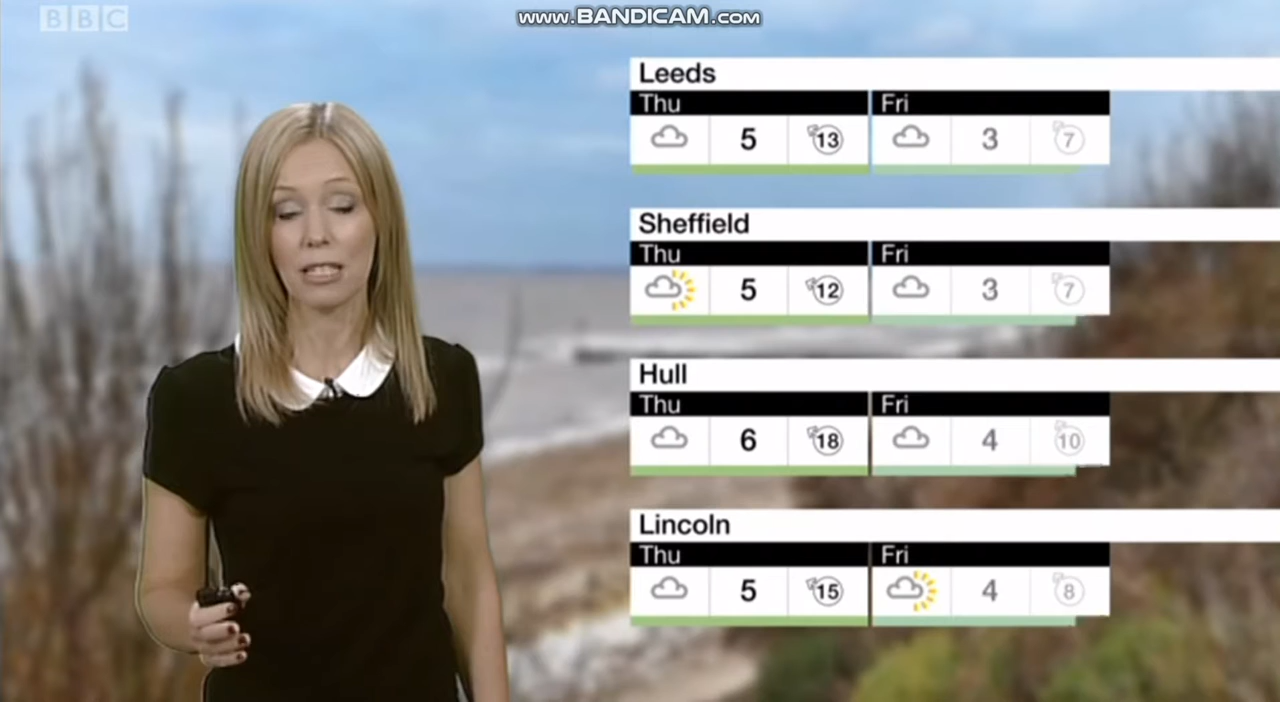 BBC
www.BANDICAM.com
Leeds
Thu Fri
5 13 3 7
Sheffield
Thu Fri
5 12 3 7
Hull
Thu Fri
6 18 4 10
Lincoln
Thu Fri
5 15 4 8